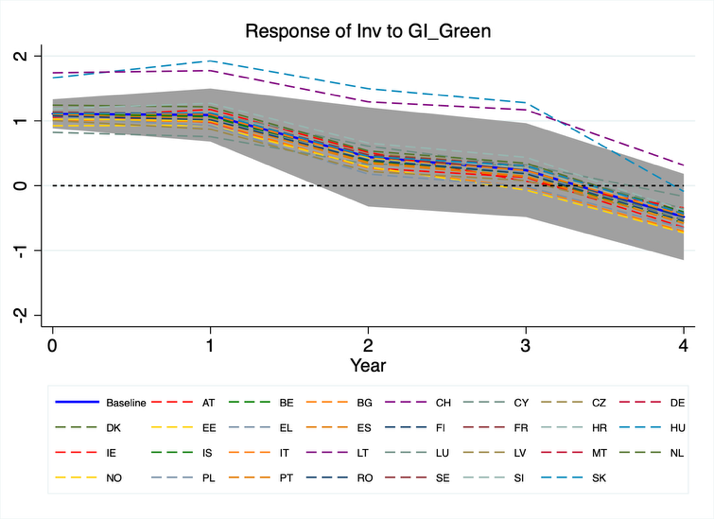 Response of Inv to GI_Green
2
1
0
-1
-2
0 1 2 3 4
Year
Baseline AT BE BG CH CY CZ DE
DK EE EL ES FI FR HR HU
IE IS IT LT LU LV MT NL
NO PL PT RO SE SI SK